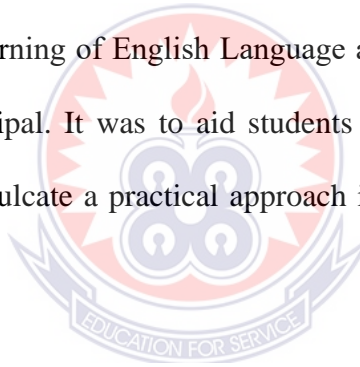 rning of English Language a
ipal. It was to aid students
ulcate a practical approach i
EDUCATION FOR SERVICE